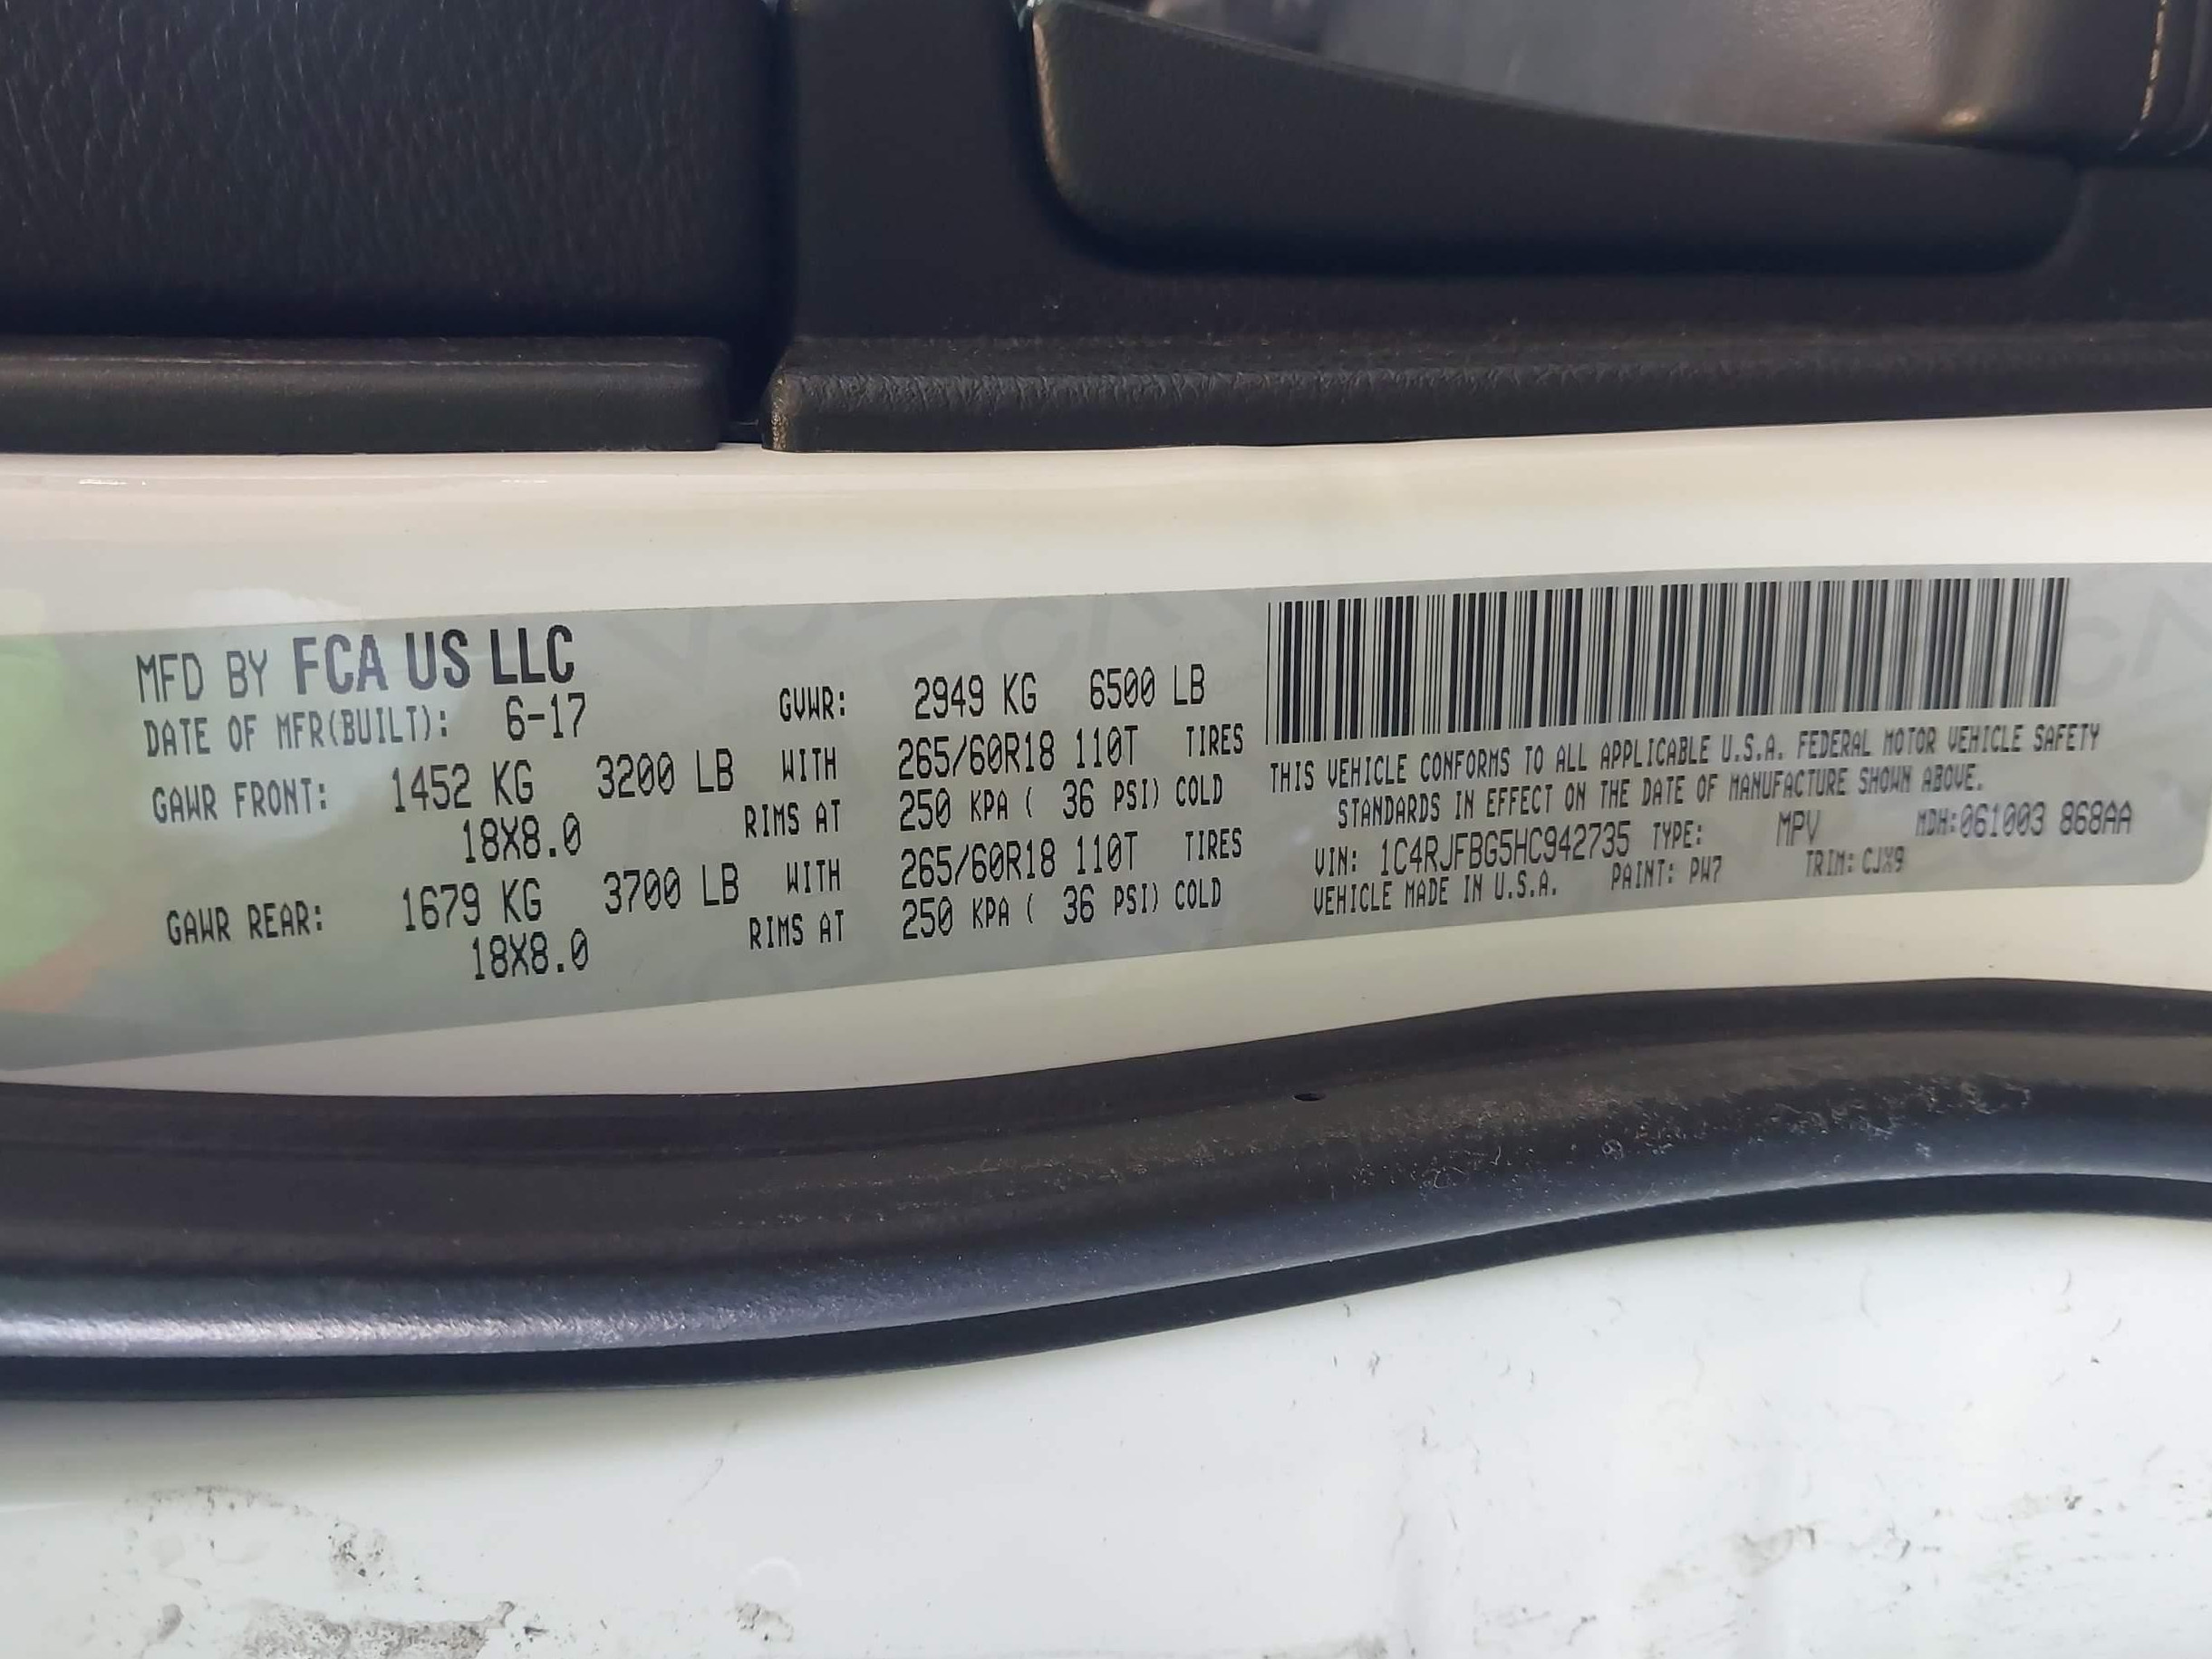 MFD BY FCA US LLC
DATE OF MFR(BUILT): 6-17 GVWR: 2949 KG 6500 LB
GAWR FRONT: 1452 KG 3200 LB WITH 265/60R18 110T TIRES
18X8.0 RIMS AT 250 KPA ( 36 PSI) COLD
GAWR REAR: 1679 KG 3700 LB WITH 265/60R18 110T TIRES
18X8.0 RIMS AT 250 KPA ( 36 PSI) COLD
THIS VEHICLE CONFORMS TO ALL APPLICABLE U.S.A. FEDERAL MOTOR VEHICLE SAFETY
STANDARDS IN EFFECT ON THE DATE OF MANUFACTURE SHOWN ABOVE.
VIN: 1C4RJFBG5HC942735 TYPE: MPV MDH:061003 868AA
VEHICLE MADE IN U.S.A. PAINT: PW7 TRIM: CJX9